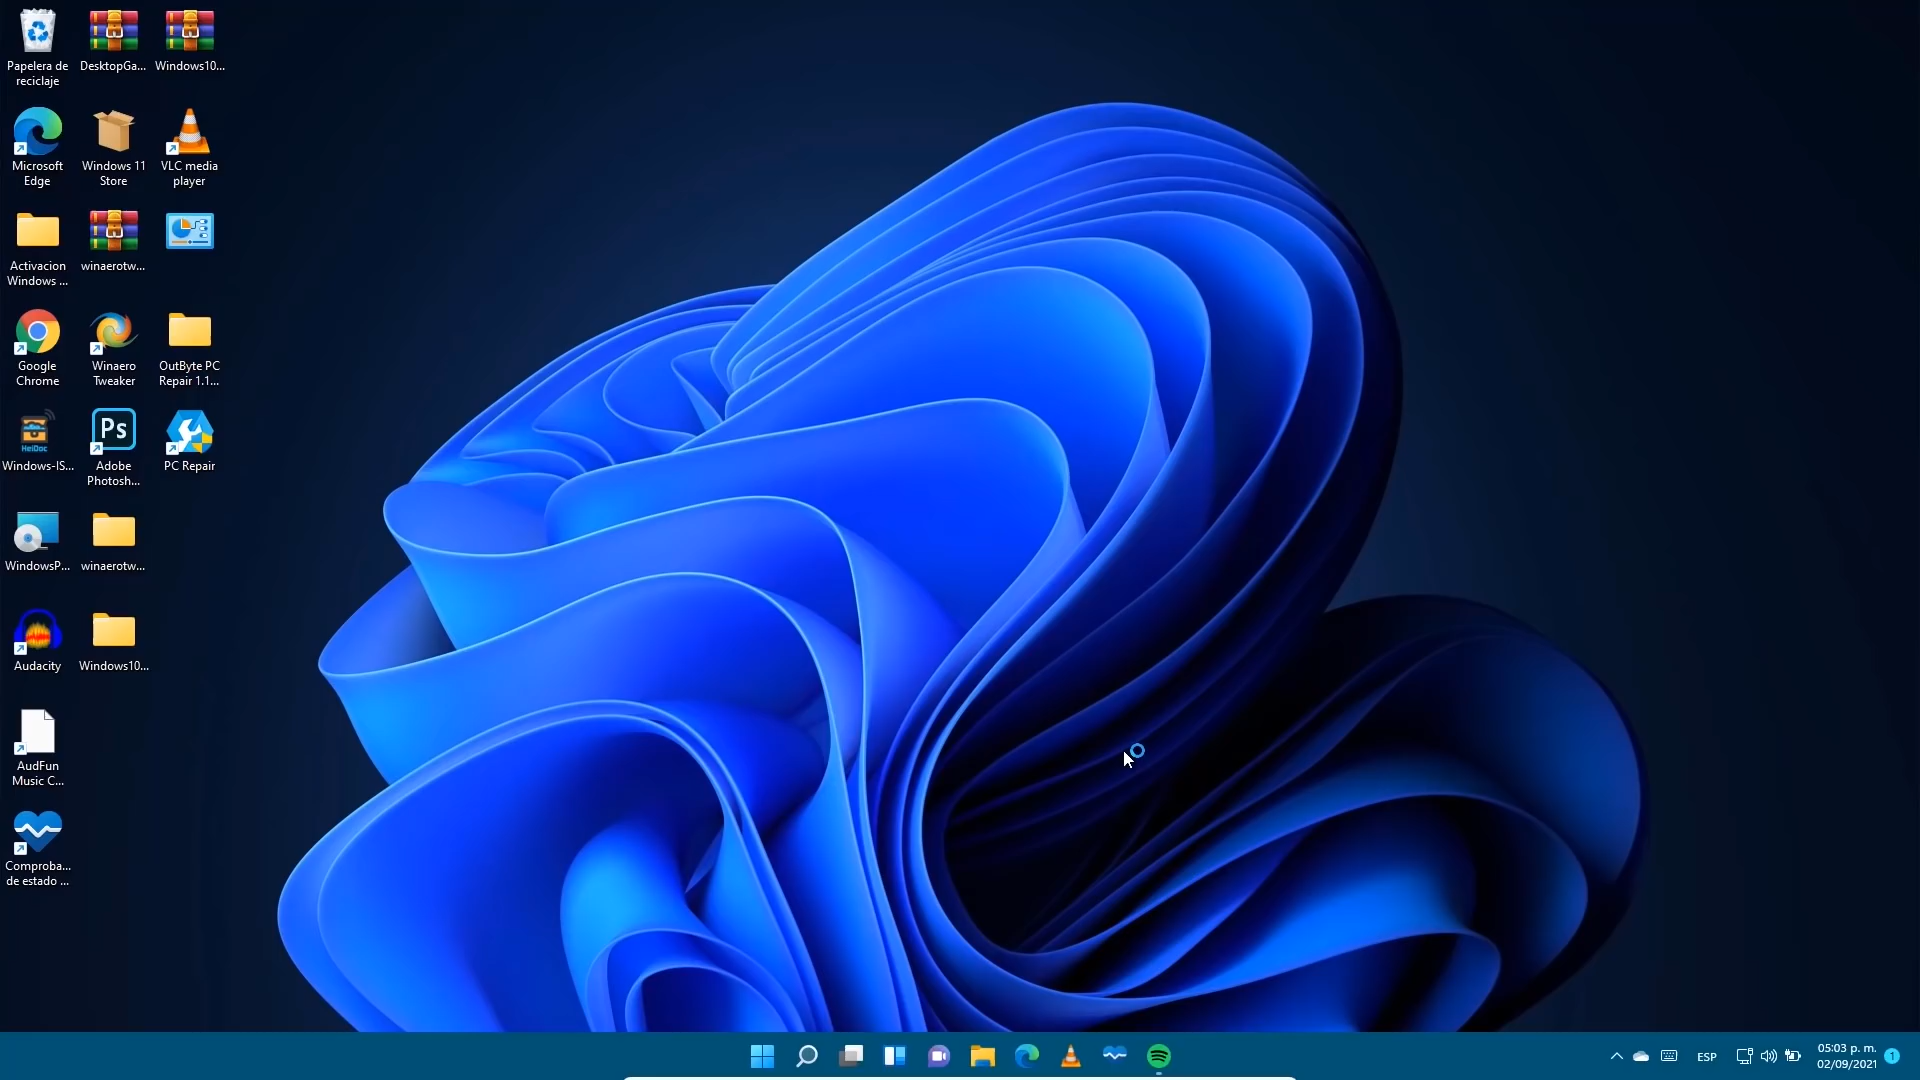 Papelera de
reciclaje
DesktopGa...
Windows10...
Microsoft
Edge
Windows 11
Store
VLC media
player
Activacion
Windows ...
winaerotw...
Google
Chrome
Winaero
Tweaker
OutByte PC
Repair 1.1...
HeiDoc
Windows-IS...
Ps
Adobe
Photosh...
PC Repair
WindowsP...
winaerotw...
Audacity
Windows10...
AudFun
Music C...
Comproba...
de estado ...
ESP
05:03 p. m.
02/09/2021
1